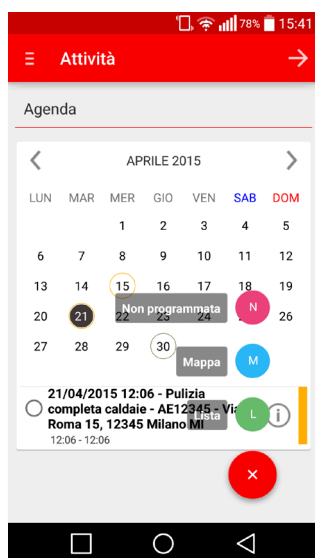 78% 15:41
Attività
Agenda
APRILE 2015
LUN MAR MER GIO VEN SAB DOM
1 2 3 4 5
6 7 8 9 10 11 12
13 14 15 16 17 18 19
Non programmata N
20 21 22 23 24 26
27 28 29 30
Mappa M
21/04/2015 12:06 - Pulizia
completa caldaie - AE12345 - Via
Roma 15, 12345 Milano MI
Lista L
12:06 - 12:06